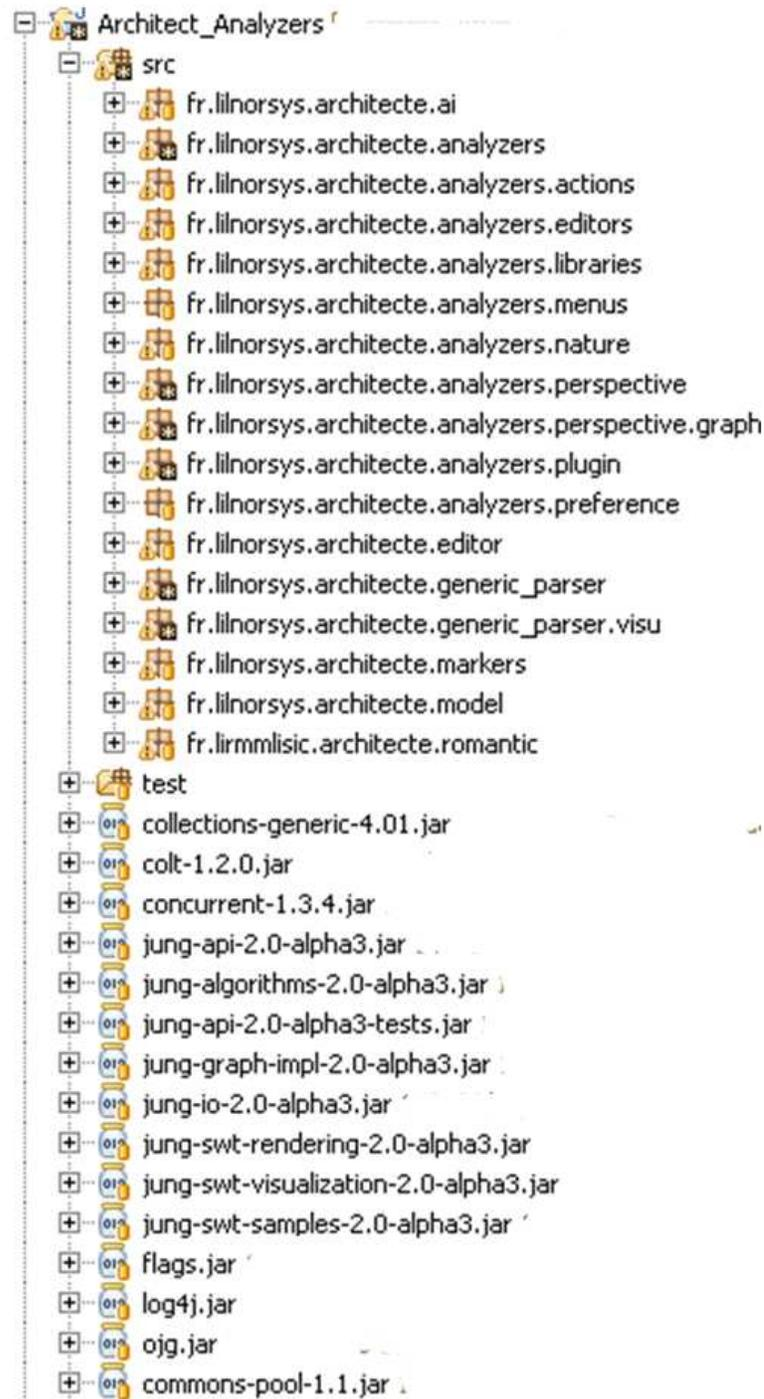 Architect_Analyzers
src
fr.lilnorsys.architecte.ai
fr.lilnorsys.architecte.analyzers
fr.lilnorsys.architecte.analyzers.actions
fr.lilnorsys.architecte.analyzers.editors
fr.lilnorsys.architecte.analyzers.libraries
fr.lilnorsys.architecte.analyzers.menus
fr.lilnorsys.architecte.analyzers.nature
fr.lilnorsys.architecte.analyzers.perspective
fr.lilnorsys.architecte.analyzers.perspective.graph
fr.lilnorsys.architecte.analyzers.plugin
fr.lilnorsys.architecte.analyzers.preference
fr.lilnorsys.architecte.editor
fr.lilnorsys.architecte.generic_parser
fr.lilnorsys.architecte.generic_parser.visu
fr.lilnorsys.architecte.markers
fr.lilnorsys.architecte.model
fr.lirmmlisic.architecte.romantic
test
collections-generic-4.01.jar
colt-1.2.0.jar
concurrent-1.3.4.jar
jung-api-2.0-alpha3.jar
jung-algorithms-2.0-alpha3.jar
jung-api-2.0-alpha3-tests.jar
jung-graph-impl-2.0-alpha3.jar
jung-io-2.0-alpha3.jar
jung-swt-rendering-2.0-alpha3.jar
jung-swt-visualization-2.0-alpha3.jar
jung-swt-samples-2.0-alpha3.jar
flags.jar
log4j.jar
ojg.jar
commons-pool-1.1.jar